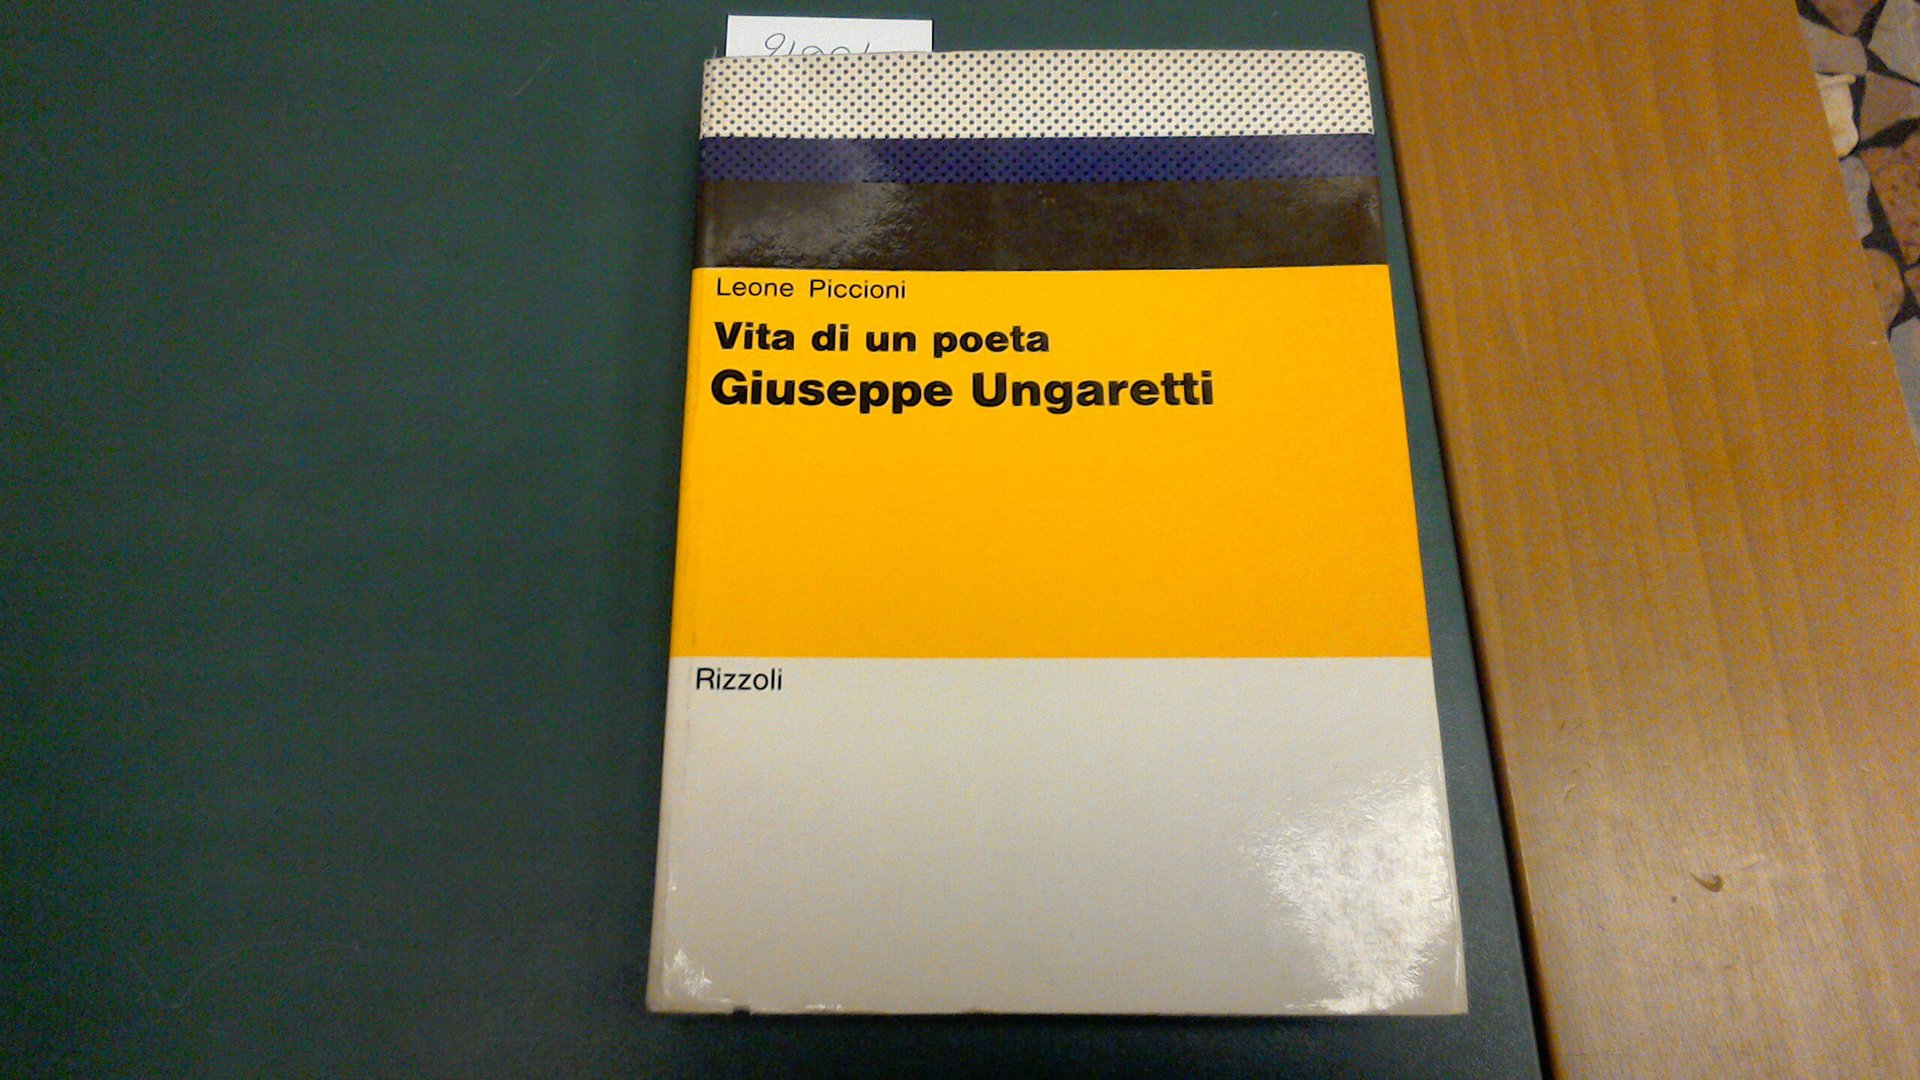 Leone Piccioni
Vita di un poeta
Giuseppe Ungaretti
Rizzoli